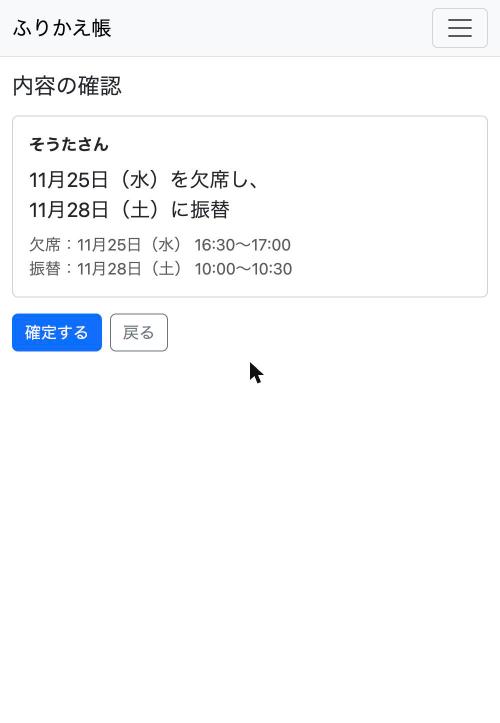 ふりかえ帳
内容の確認
そうたさん
11月25日（水）を欠席し、
11月28日（土）に振替
欠席：11月25日（水） 16:30〜17:00
振替：11月28日（土） 10:00〜10:30
確定する 戻る